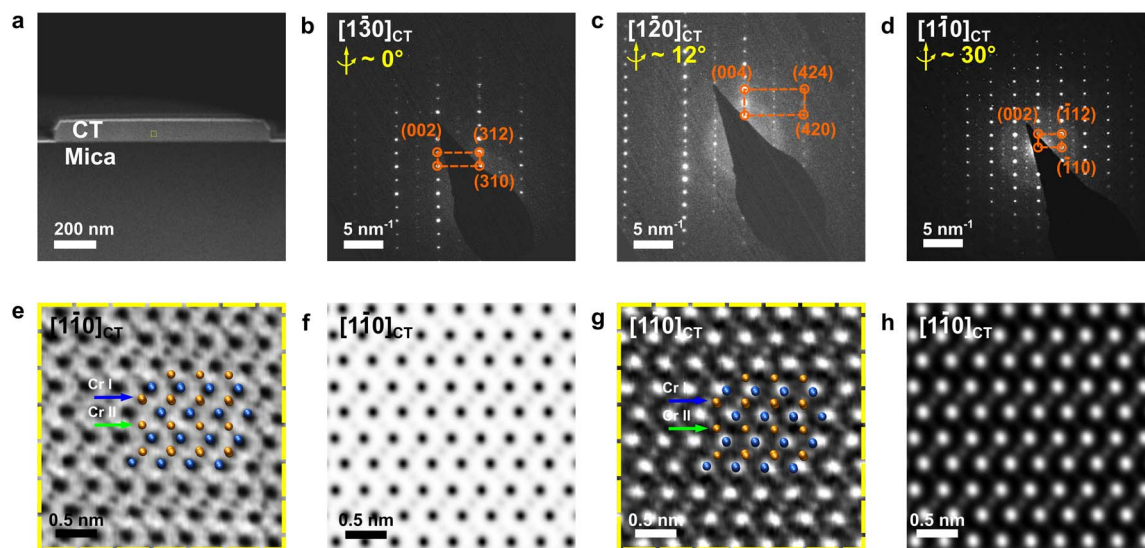 a
CT
Mica
200 nm
b
[13̅0]CT
~ 0°
(002)
(312)
(310)
5 nm⁻¹
c
[12̅0]CT
~ 12°
(004)
(424)
(420)
5 nm⁻¹
d
[11̅0]CT
~ 30°
(002)
(1̅12)
(1̅10)
5 nm⁻¹
e
[11̅0]CT
Cr I
Cr II
0.5 nm
f
[11̅0]CT
0.5 nm
g
[11̅0]CT
Cr I
Cr II
0.5 nm
h
[11̅0]CT
0.5 nm